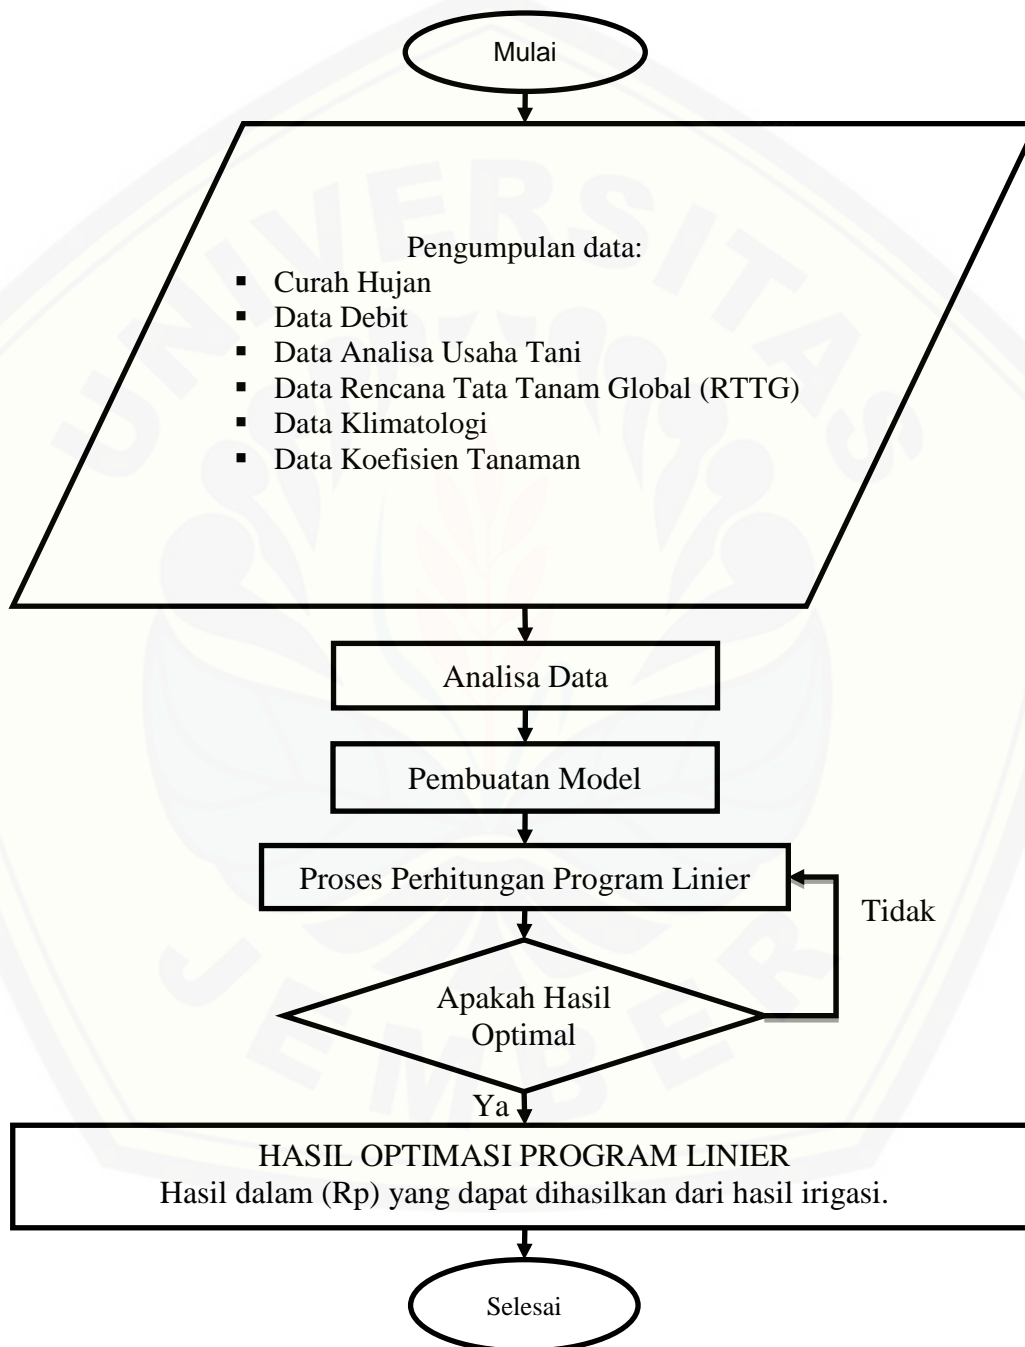 Mulai
UNIVERSITAS
Pengumpulan data:
▪ Curah Hujan
▪ Data Debit
▪ Data Analisa Usaha Tani
▪ Data Rencana Tata Tanam Global (RTTG)
▪ Data Klimatologi
▪ Data Koefisien Tanaman
Analisa Data
Pembuatan Model
Proses Perhitungan Program Linier
Tidak
Apakah Hasil
Optimal
JEMBER
Ya
HASIL OPTIMASI PROGRAM LINIER
Hasil dalam (Rp) yang dapat dihasilkan dari hasil irigasi.
Selesai